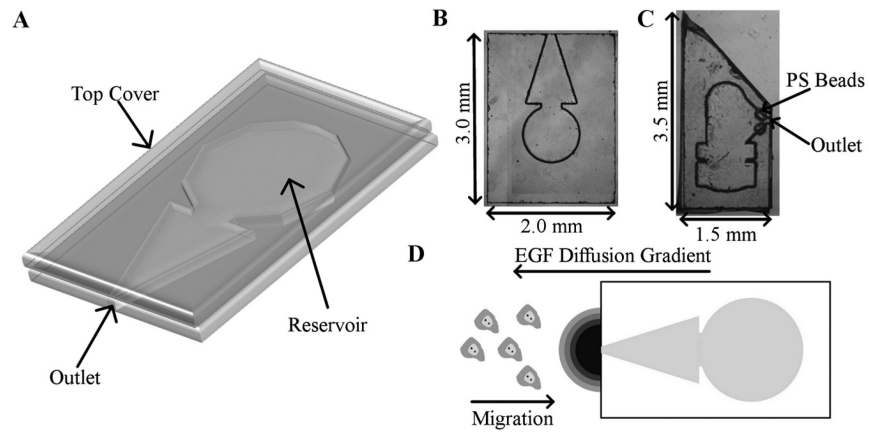 A
Top Cover
Reservoir
Outlet
B
3.0 mm
2.0 mm
C
3.5 mm
PS Beads
Outlet
1.5 mm
D
EGF Diffusion Gradient
Migration